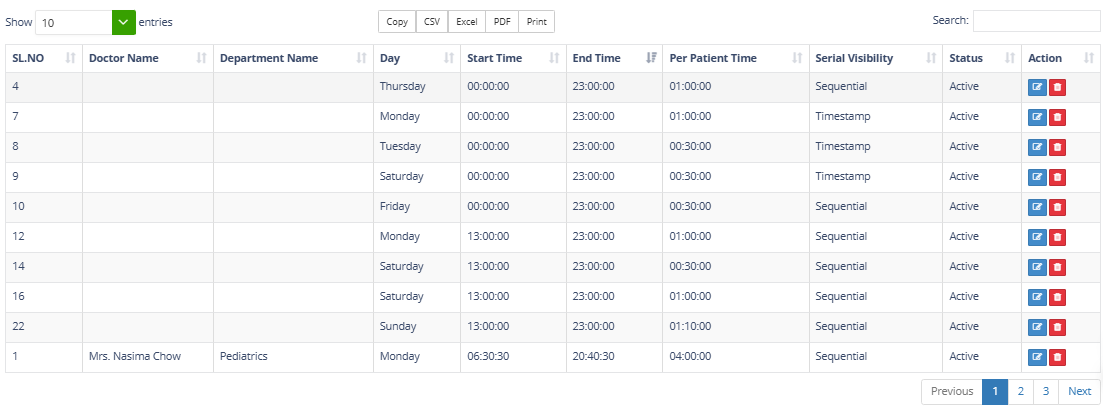 Show 10 entries Copy CSV Excel PDF Print Search:
SL.NO Doctor Name Department Name Day Start Time End Time Per Patient Time Serial Visibility Status Action
4 Thursday 00:00:00 23:00:00 01:00:00 Sequential Active
7 Monday 00:00:00 23:00:00 01:00:00 Timestamp Active
8 Tuesday 00:00:00 23:00:00 00:30:00 Timestamp Active
9 Saturday 00:00:00 23:00:00 00:30:00 Timestamp Active
10 Friday 00:00:00 23:00:00 00:30:00 Sequential Active
12 Monday 13:00:00 23:00:00 01:00:00 Sequential Active
14 Saturday 13:00:00 23:00:00 00:30:00 Sequential Active
16 Saturday 13:00:00 23:00:00 01:00:00 Sequential Active
22 Sunday 13:00:00 23:00:00 01:10:00 Sequential Active
1 Mrs. Nasima Chow Pediatrics Monday 06:30:30 20:40:30 04:00:00 Sequential Active
Previous 1 2 3 Next